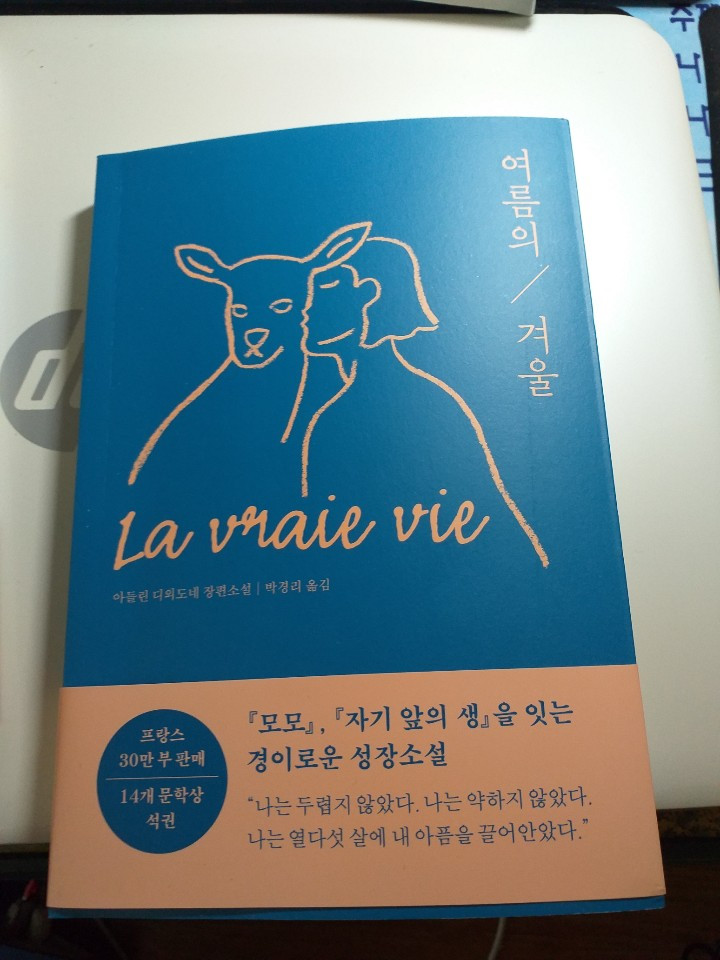 여름의 / 겨울
La vraie vie
아들린 디외도네 장편소설 | 박경리 옮김
프랑스
30만 부 판매
14개 문학상
석권
『모모』, 『자기 앞의 생』을 잇는
경이로운 성장소설
“나는 두렵지 않았다. 나는 약하지 않았다.
나는 열다섯 살에 내 아픔을 끌어안았다.”